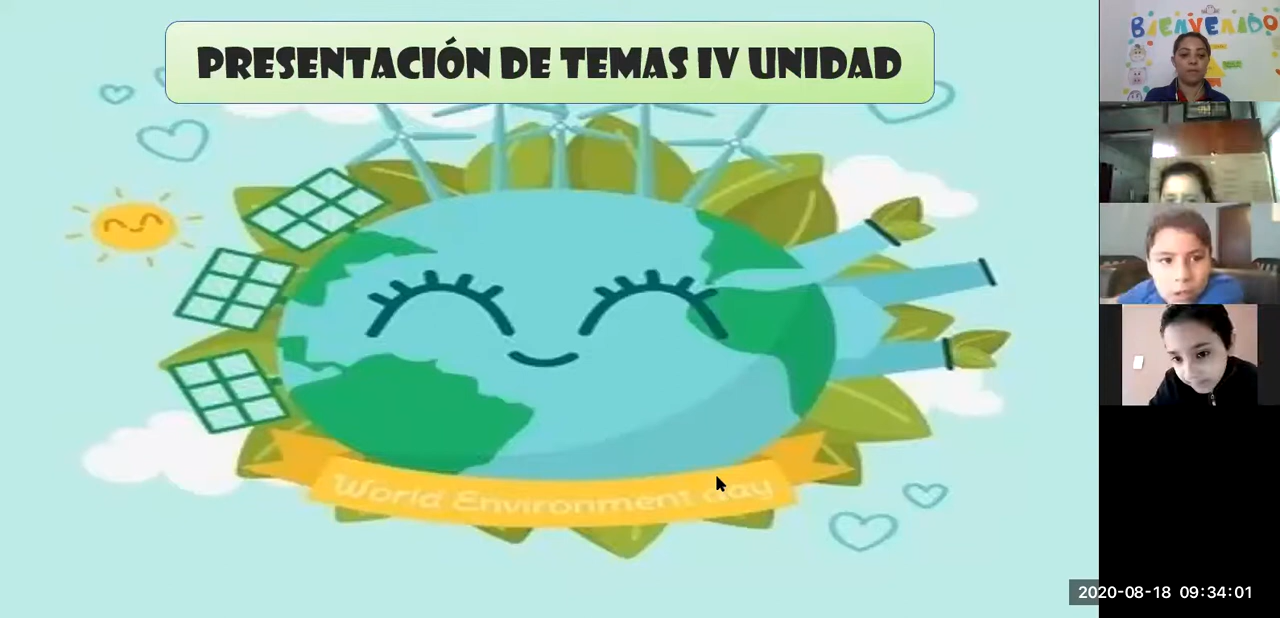 PRESENTACIÓN DE TEMAS IV UNIDAD
BIENVENIDO
World Environment day
2020-08-18 09:34:01